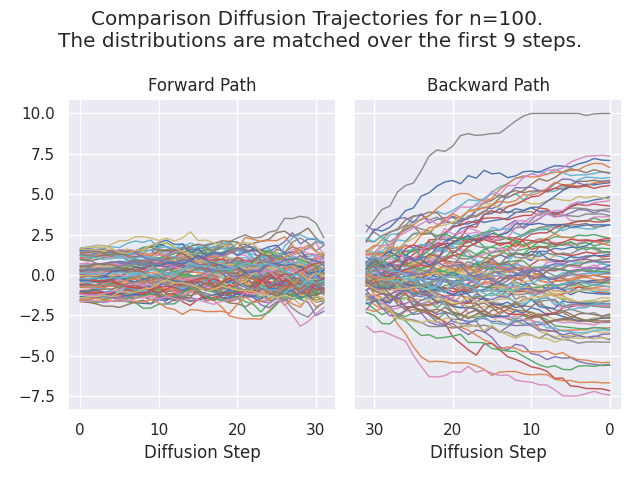 Comparison Diffusion Trajectories for n=100.
The distributions are matched over the first 9 steps.
Forward Path
Backward Path
10.0
7.5
5.0
2.5
0.0
−2.5
−5.0
−7.5
0 10 20 30
30 20 10 0
Diffusion Step
Diffusion Step